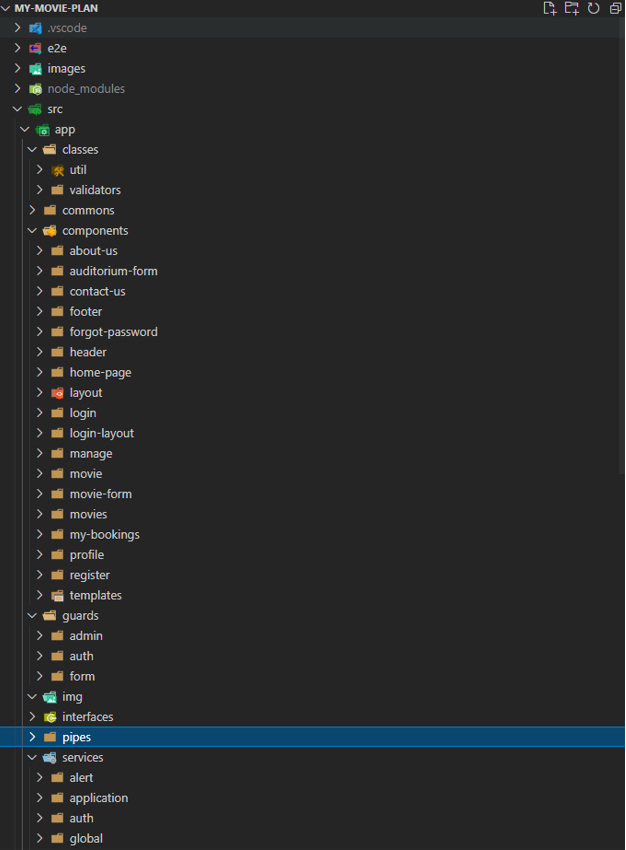 MY-MOVIE-PLAN
.vscode
e2e
images
node_modules
src
app
classes
util
validators
commons
components
about-us
auditorium-form
contact-us
footer
forgot-password
header
home-page
layout
login
login-layout
manage
movie
movie-form
movies
my-bookings
profile
register
templates
guards
admin
auth
form
img
interfaces
pipes
services
alert
application
auth
global